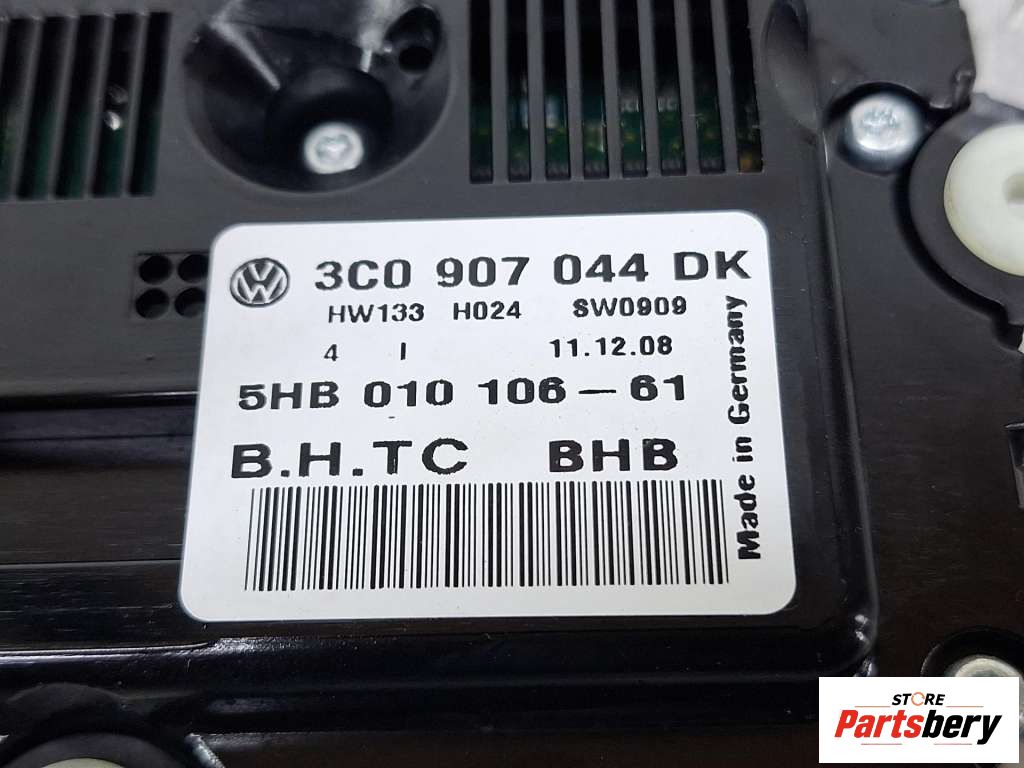 3C0 907 044 DK
HW133 H024 SW0909
4 I 11.12.08
5HB 010 106-61
B.H.TC BHB
Made in Germany
STORE
Partsbery